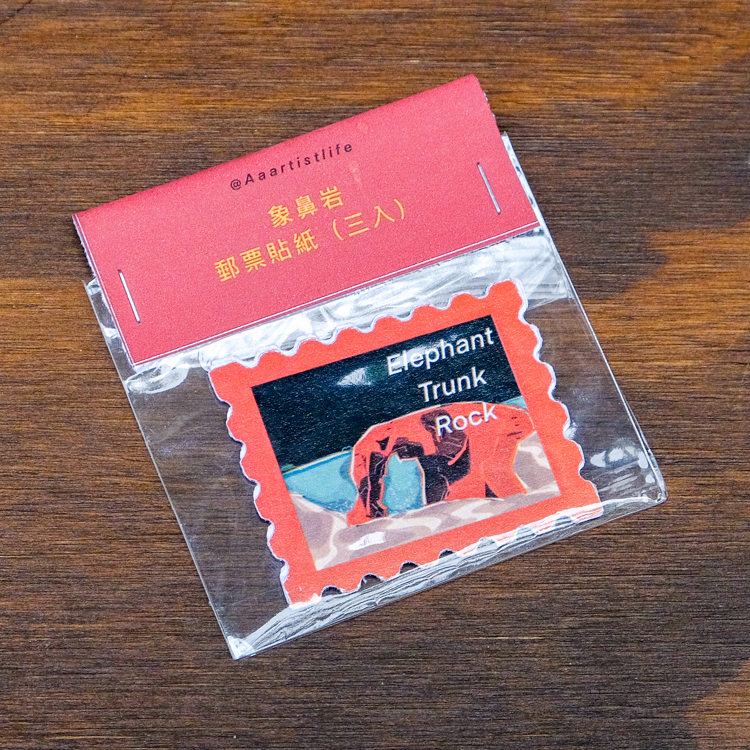 @Aaartistlife
象鼻岩
郵票貼紙（三入）
Elephant
Trunk
Rock